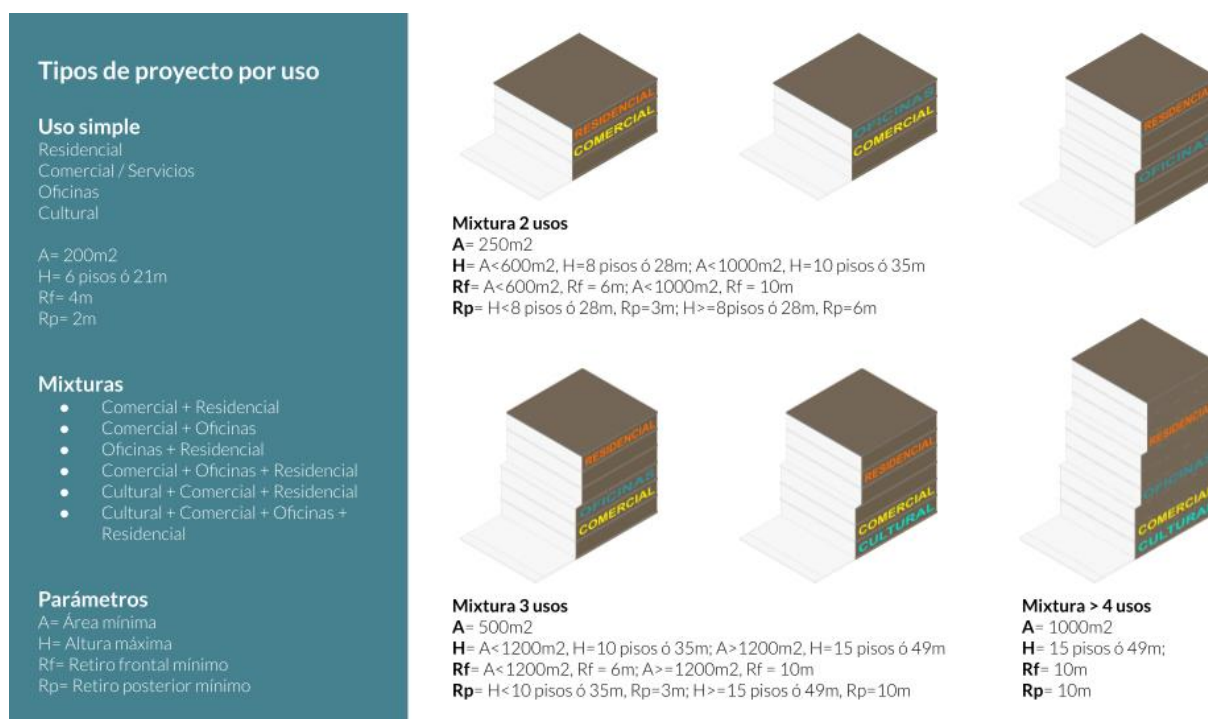 Tipos de proyecto por uso
Uso simple
Residencial
Comercial / Servicios
Oficinas
Cultural
A= 200m2
H= 6 pisos ó 21m
Rf= 4m
Rp= 2m
Mixturas
● Comercial + Residencial
● Comercial + Oficinas
● Oficinas + Residencial
● Comercial + Oficinas + Residencial
● Cultural + Comercial + Residencial
● Cultural + Comercial + Oficinas +
Residencial
Parámetros
A= Área mínima
H= Altura máxima
Rf= Retiro frontal mínimo
Rp= Retiro posterior mínimo
RESIDENCIAL
COMERCIAL
OFICINAS
COMERCIAL
RESIDENCIAL
OFICINAS
Mixtura 2 usos
A= 250m2
H= A<600m2, H=8 pisos ó 28m; A<1000m2, H=10 pisos ó 35m
Rf= A<600m2, Rf = 6m; A<1000m2, Rf = 10m
Rp= H<8 pisos ó 28m, Rp=3m; H>=8pisos ó 28m, Rp=6m
RESIDENCIAL
OFICINAS
COMERCIAL
RESIDENCIAL
COMERCIAL
CULTURAL
RESIDENCIAL
OFICINAS
COMERCIAL
CULTURAL
Mixtura 3 usos
A= 500m2
H= A<1200m2, H=10 pisos ó 35m; A>1200m2, H=15 pisos ó 49m
Rf= A<1200m2, Rf = 6m; A>=1200m2, Rf = 10m
Rp= H<10 pisos ó 35m, Rp=3m; H>=15 pisos ó 49m, Rp=10m
Mixtura > 4 usos
A= 1000m2
H= 15 pisos ó 49m;
Rf= 10m
Rp= 10m